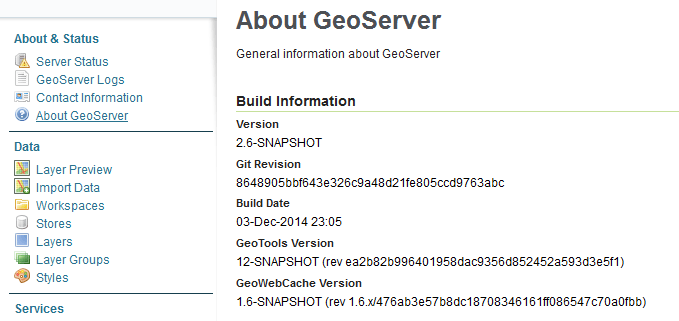 About & Status
Server Status
GeoServer Logs
Contact Information
About GeoServer
Data
Layer Preview
Import Data
Workspaces
Stores
Layers
Layer Groups
Styles
Services
About GeoServer
General information about GeoServer
Build Information
Version
2.6-SNAPSHOT
Git Revision
8648905bbf643e326c9a48d21fe805ccd9763abc
Build Date
03-Dec-2014 23:05
GeoTools Version
12-SNAPSHOT (rev ea2b82b996401958dac9356d852452a593d3e5f1)
GeoWebCache Version
1.6-SNAPSHOT (rev 1.6.x/476ab3e57b8dc18708346161ff086547c70a0fbb)